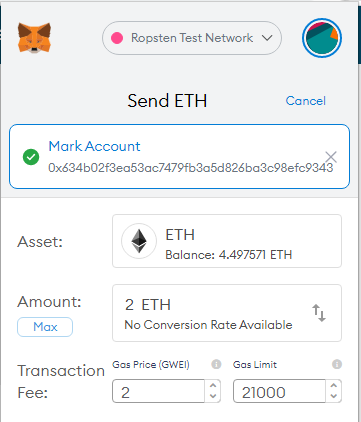 Ropsten Test Network
Send ETH
Cancel
Mark Account
0x634b02f3ea53ac7479fb3a5d826ba3c98efc9343
Asset:
ETH
Balance: 4.497571 ETH
Amount:
Max
2 ETH
No Conversion Rate Available
Transaction
Fee:
Gas Price (GWEI)
Gas Limit
2
21000